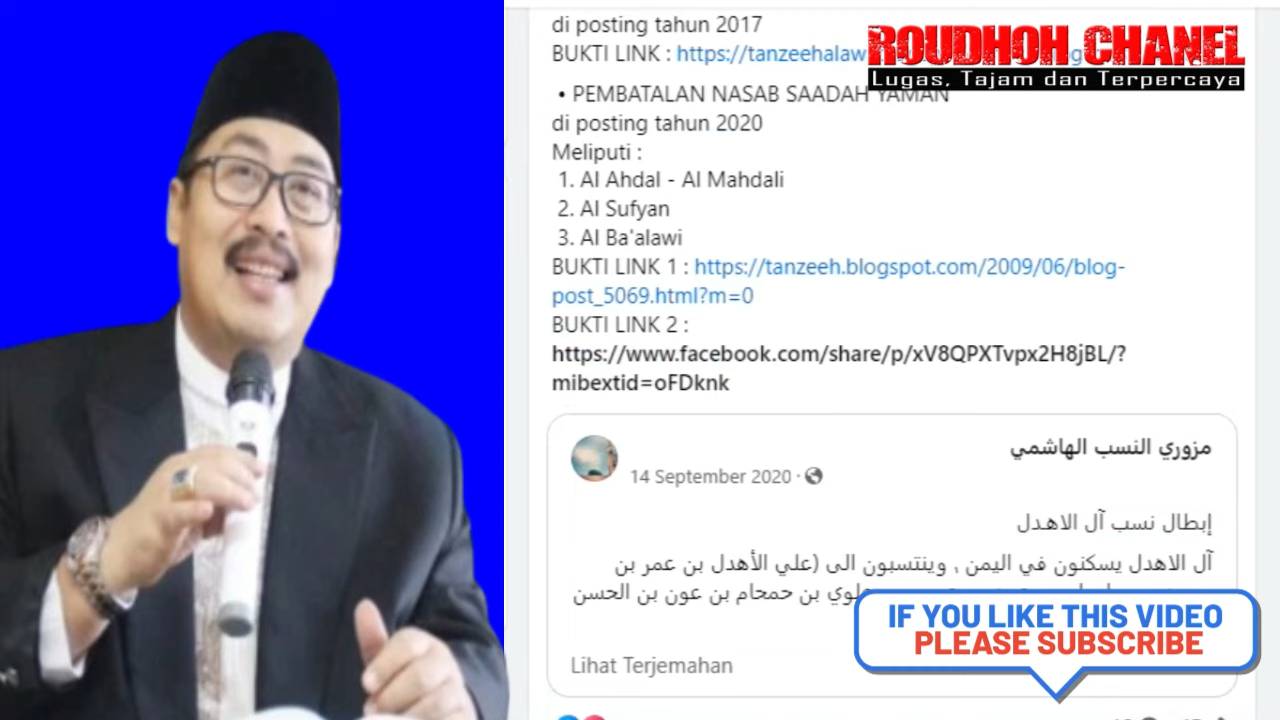 di posting tahun 2017
BUKTI LINK : https://tanzeehalaw
ROUDHOH CHANEL
Lugas, Tajam dan Terpercaya
• PEMBATALAN NASAB SAADAH YAMAN
di posting tahun 2020
Meliputi :
1. Al Ahdal - Al Mahdali
2. Al Sufyan
3. Al Ba'alawi
BUKTI LINK 1 : https://tanzeeh.blogspot.com/2009/06/blog-
post_5069.html?m=0
BUKTI LINK 2 :
https://www.facebook.com/share/p/xV8QPXTvpx2H8jBL/?
mibextid=oFDknk
مزوري النسب الهاشمي
14 September 2020 ·
إبطال نسب آل الاهدل
آل الاهدل يسكنون في اليمن , وينتسبون الى (علي الأهدل بن عمر بن
علوي بن حمحام بن عون بن الحسن
IF YOU LIKE THIS VIDEO
PLEASE SUBSCRIBE
Lihat Terjemahan